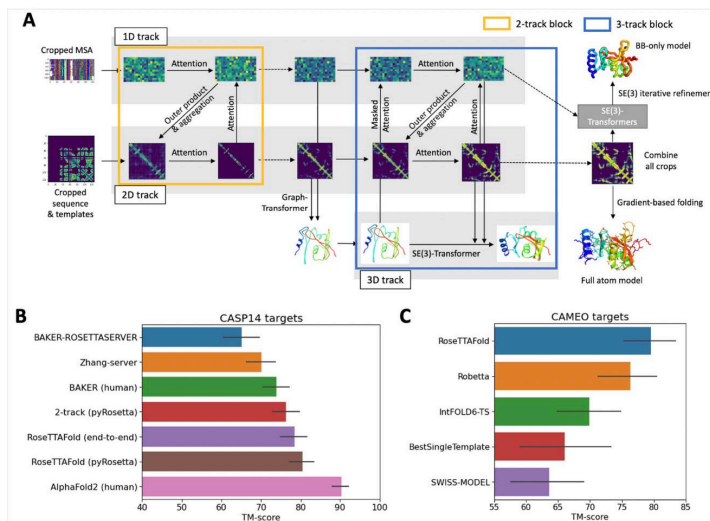 A
2-track block
3-track block
Cropped MSA
1D track
Attention
Attention
Outer product
& aggregation
Attention
Masked
Attention
Outer product
& aggregation
Attention
BB-only model
SE(3) iterative refinement
SE(3)-
Transformers
Attention
Attention
Cropped
sequence
& templates
2D track
Graph-
Transformer
Combine
all crops
Gradient-based folding
SE(3)-Transformer
3D track
Full atom model
B
CASP14 targets
BAKER-ROSETTASERVER
Zhang-server
BAKER (human)
2-track (pyRosetta)
RoseTTAFold (end-to-end)
RoseTTAFold (pyRosetta)
AlphaFold2 (human)
40 50 60 70 80 90 100
TM-score
C
CAMEO targets
RoseTTAFold
Robetta
IntFOLD6-TS
BestSingleTemplate
SWISS-MODEL
55 60 65 70 75 80 85
TM-score